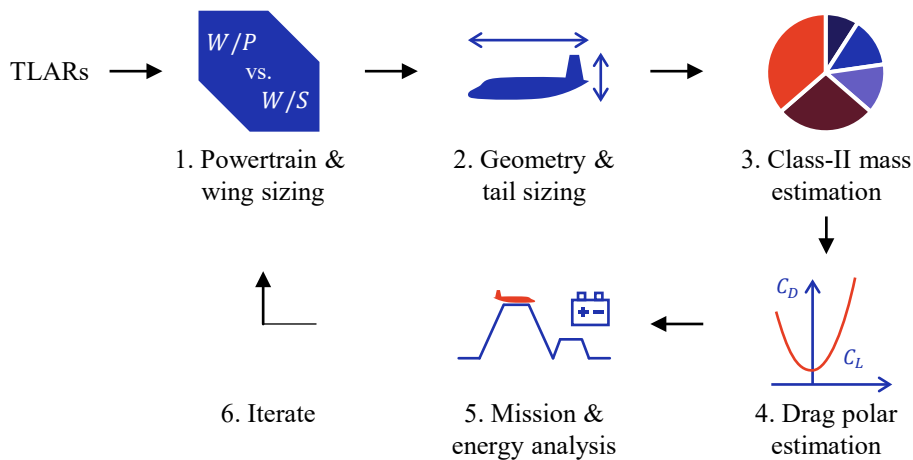 TLARs
W/P
vs.
W/S
1. Powertrain &
wing sizing
2. Geometry &
tail sizing
3. Class-II mass
estimation
C_D
C_L
4. Drag polar
estimation
5. Mission &
energy analysis
6. Iterate